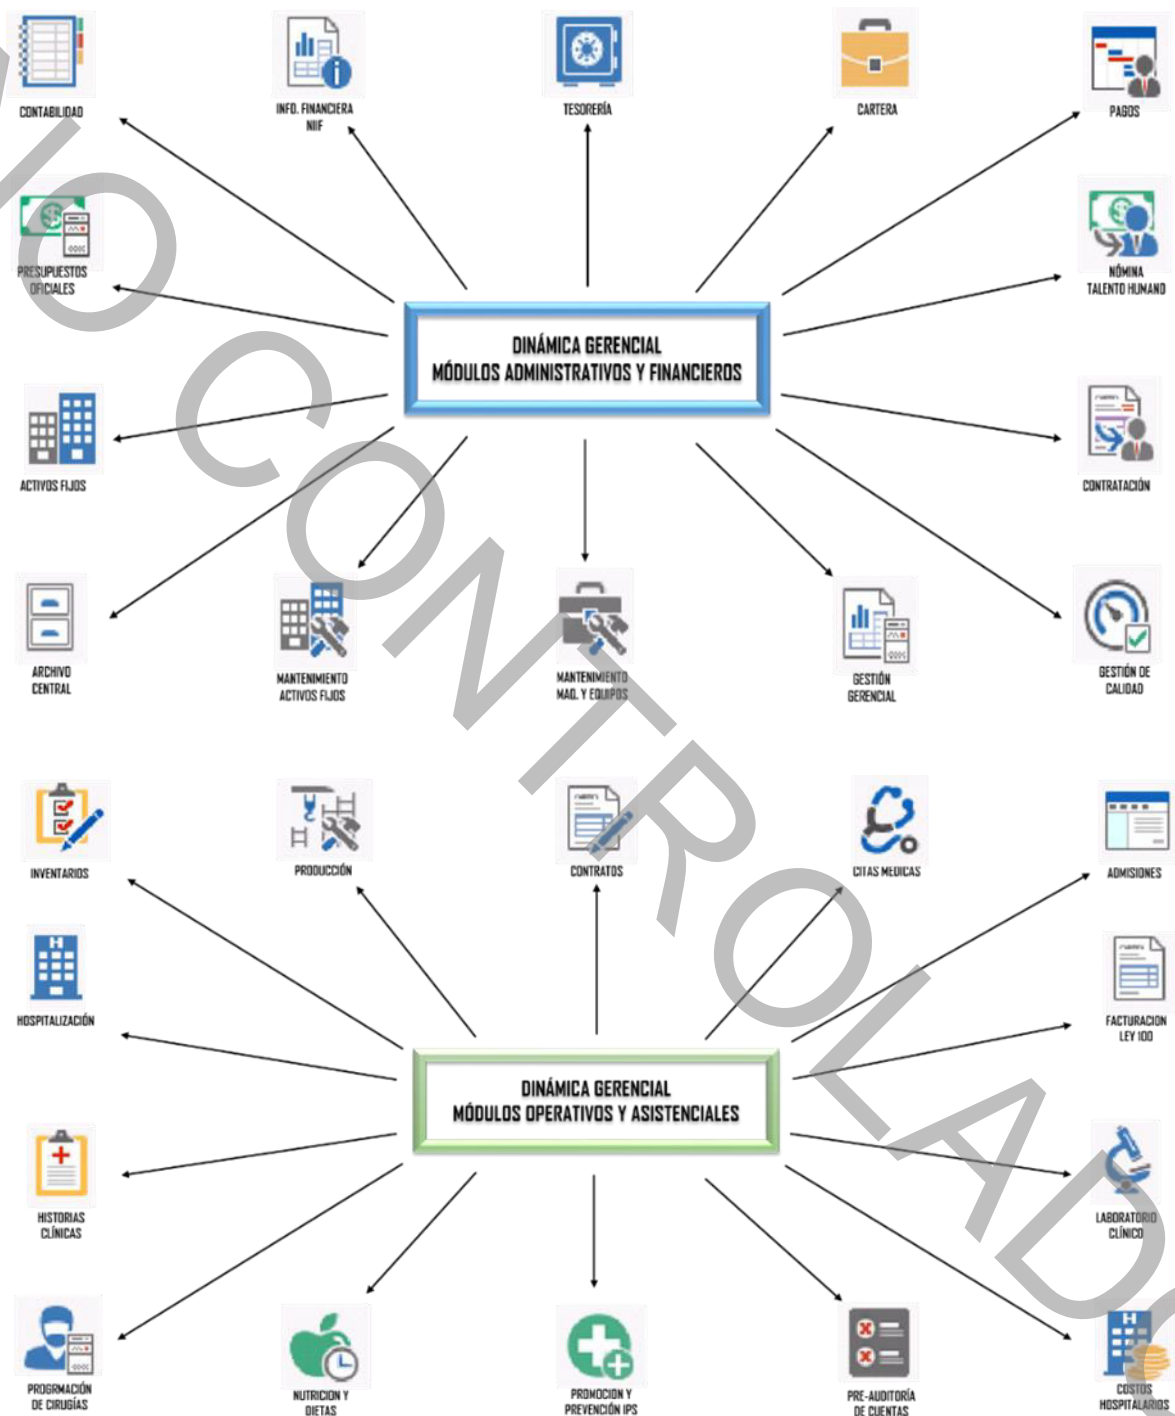 CONTABILIDAD
INFO. FINANCIERA
NIIF
TESORERÍA
CARTERA
PAGOS
PRESUPUESTOS
OFICIALES
NÓMINA
TALENTO HUMANO
DINÁMICA GERENCIAL
MÓDULOS ADMINISTRATIVOS Y FINANCIEROS
ACTIVOS FIJOS
CONTRATACIÓN
ARCHIVO
CENTRAL
MANTENIMIENTO
ACTIVOS FIJOS
MANTENIMIENTO
MAQ. Y EQUIPOS
GESTIÓN
GERENCIAL
GESTIÓN DE
CALIDAD
INVENTARIOS
PRODUCCIÓN
CONTRATOS
CITAS MEDICAS
ADMISIONES
HOSPITALIZACIÓN
FACTURACION
LEY 100
DINÁMICA GERENCIAL
MÓDULOS OPERATIVOS Y ASISTENCIALES
HISTORIAS
CLÍNICAS
LABORATORIO
CLÍNICO
PROGRMACIÓN
DE CIRUGÍAS
NUTRICION Y
DIETAS
PROMOCION Y
PREVENCIÓN IPS
PRE-AUDITORÍA
DE CUENTAS
COSTOS
HOSPITALARIOS
CONTROLADO